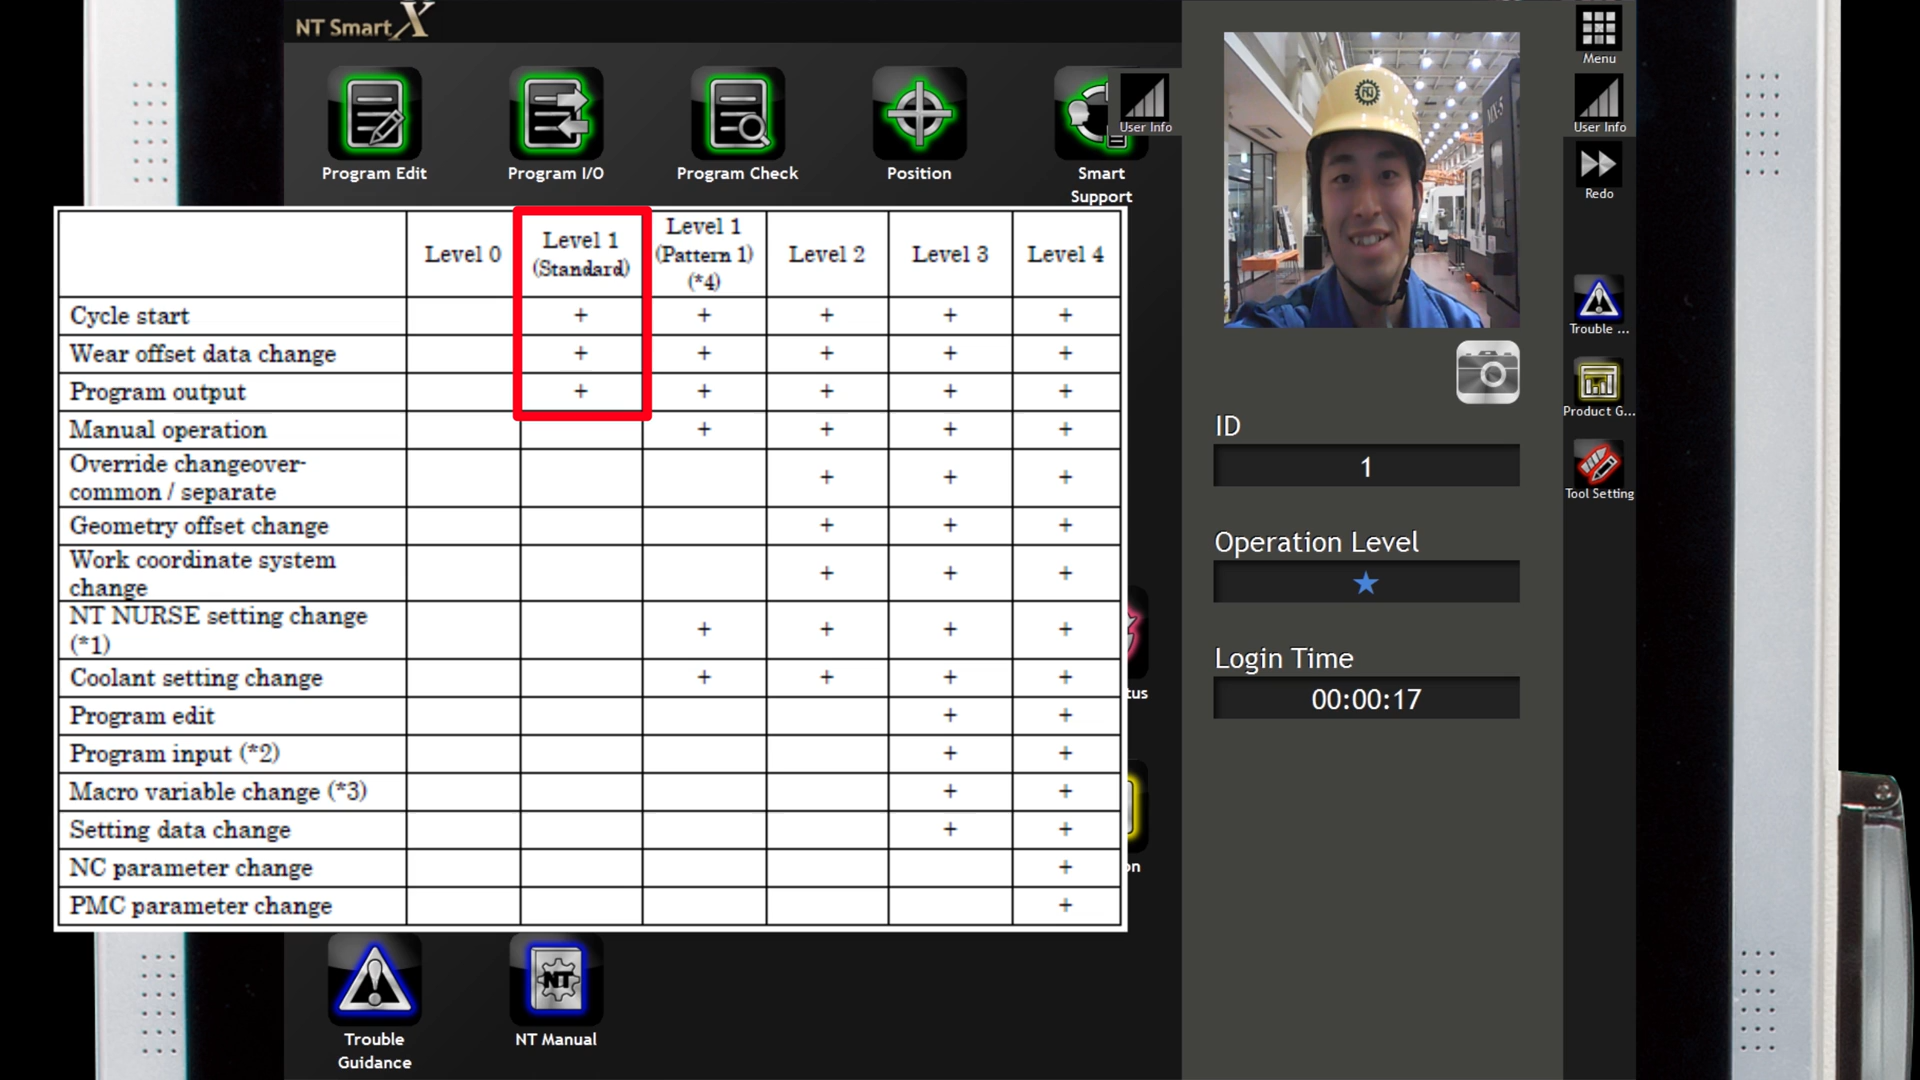 NT Smart X
Program Edit
Program I/O
Program Check
Position
Smart
Support
User Info
Level 0
Level 1
(Standard)
Level 1
(Pattern 1)
(*4)
Level 2
Level 3
Level 4
Cycle start + + + + +
Wear offset data change + + + + +
Program output + + + + +
Manual operation + + + +
Override changeover-
common / separate + + +
Geometry offset change + + +
Work coordinate system
change + + +
NT NURSE setting change
(*1) + + + +
Coolant setting change + + + +
Program edit + +
Program input (*2) + +
Macro variable change (*3) + +
Setting data change + +
NC parameter change +
PMC parameter change +
tus
on
Trouble
Guidance
NT
NT Manual
MX-5
ID
1
Operation Level
Login Time
00:00:17
Menu
User Info
Redo
Trouble ...
Product G...
Tool Setting